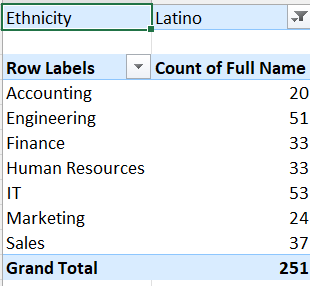 Ethnicity Latino
Row Labels Count of Full Name
Accounting 20
Engineering 51
Finance 33
Human Resources 33
IT 53
Marketing 24
Sales 37
Grand Total 251